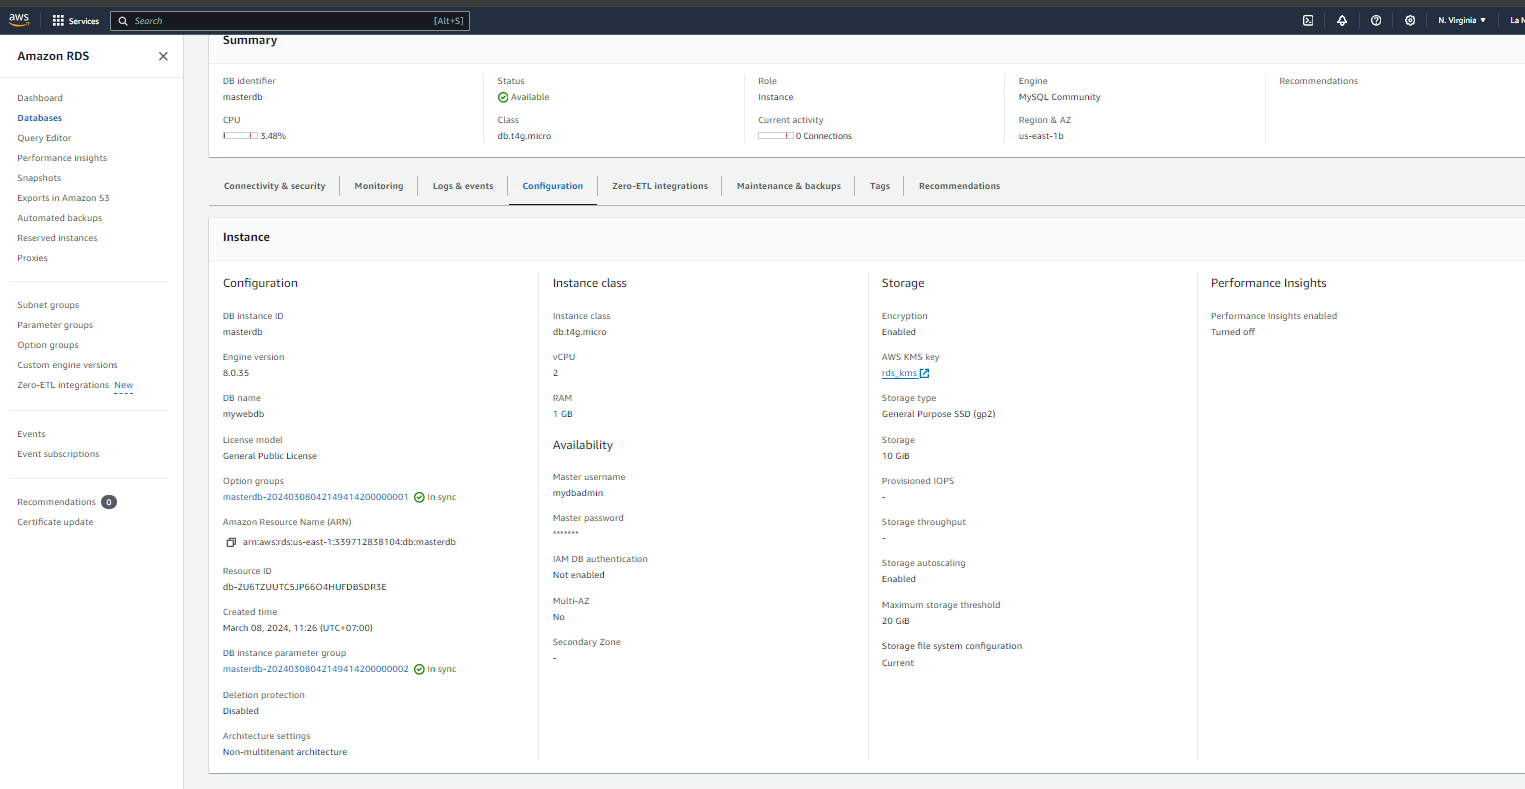 aws
Services
Search
[Alt+S]
N. Virginia
La N
Amazon RDS
Dashboard
Databases
Query Editor
Performance insights
Snapshots
Exports in Amazon S3
Automated backups
Reserved instances
Proxies
Subnet groups
Parameter groups
Option groups
Custom engine versions
Zero-ETL integrations New
Events
Event subscriptions
Recommendations 0
Certificate update
Summary
DB identifier
masterdb
CPU
3.48%
Status
Available
Class
db.t4g.micro
Role
Instance
Current activity
0 Connections
Engine
MySQL Community
Region & AZ
us-east-1b
Recommendations
Connectivity & security
Monitoring
Logs & events
Configuration
Zero-ETL integrations
Maintenance & backups
Tags
Recommendations
Instance
Configuration
DB instance ID
masterdb
Engine version
8.0.35
DB name
mywebdb
License model
General Public License
Option groups
masterdb-20240308042149414200000001 In sync
Amazon Resource Name (ARN)
arn:aws:rds:us-east-1:339712838104:db:masterdb
Resource ID
db-2U6TZUUTC5JP66O4HUFDBSDR3E
Created time
March 08, 2024, 11:26 (UTC+07:00)
DB instance parameter group
masterdb-20240308042149414200000002 In sync
Deletion protection
Disabled
Architecture settings
Non-multitenant architecture
Instance class
Instance class
db.t4g.micro
vCPU
2
RAM
1 GB
Availability
Master username
mydbadmin
Master password
*******
IAM DB authentication
Not enabled
Multi-AZ
No
Secondary Zone
-
Storage
Encryption
Enabled
AWS KMS key
rds_kms
Storage type
General Purpose SSD (gp2)
Storage
10 GiB
Provisioned IOPS
-
Storage throughput
-
Storage autoscaling
Enabled
Maximum storage threshold
20 GiB
Storage file system configuration
Current
Performance Insights
Performance Insights enabled
Turned off